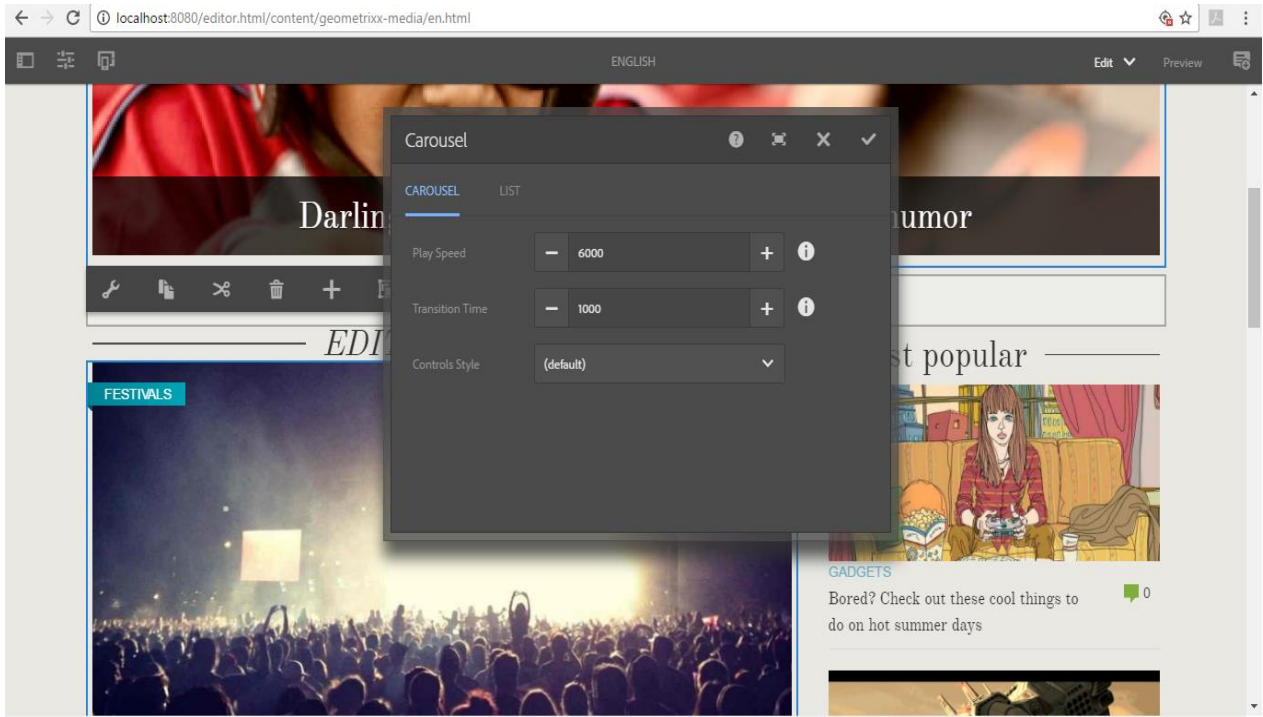 localhost:8080/editor.html/content/geometrixx-media/en.html
ENGLISH
Edit
Preview
Carousel
CAROUSEL
LIST
Darlin
umor
Play Speed
6000
Transition Time
1000
Controls Style
(default)
EDI
st popular
FESTIVALS
GADGETS
Bored? Check out these cool things to
do on hot summer days
0